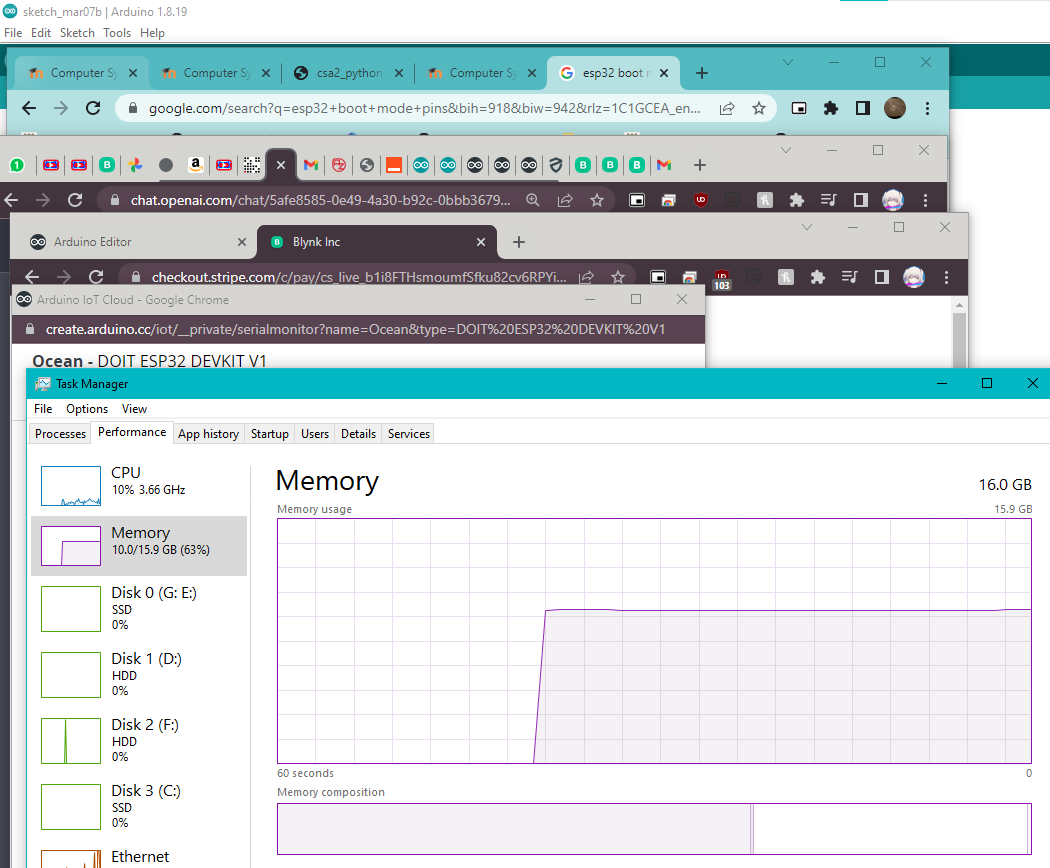 sketch_mar07b | Arduino 1.8.19
File Edit Sketch Tools Help
Computer Sy
Computer Sy
csa2_python
Computer Sy
esp32 boot m
google.com/search?q=esp32+boot+mode+pins&bih=918&biw=942&rlz=1C1GCEA_en...
chat.openai.com/chat/5afe8585-0e49-4a30-b92c-0bbb3679...
Arduino Editor
Blynk Inc
checkout.stripe.com/c/pay/cs_live_b1i8FTHsmoumfSfku82cv6RPYi...
103
Arduino IoT Cloud - Google Chrome
create.arduino.cc/iot/__private/serialmonitor?name=Ocean&type=DOIT%20ESP32%20DEVKIT%20V1
Ocean - DOIT ESP32 DEVKIT V1
Task Manager
File Options View
Processes Performance App history Startup Users Details Services
CPU
10% 3.66 GHz
Memory
10.0/15.9 GB (63%)
Disk 0 (G: E:)
SSD
0%
Disk 1 (D:)
HDD
0%
Disk 2 (F:)
HDD
0%
Disk 3 (C:)
SSD
0%
Ethernet
Memory
16.0 GB
Memory usage
15.9 GB
60 seconds
0
Memory composition